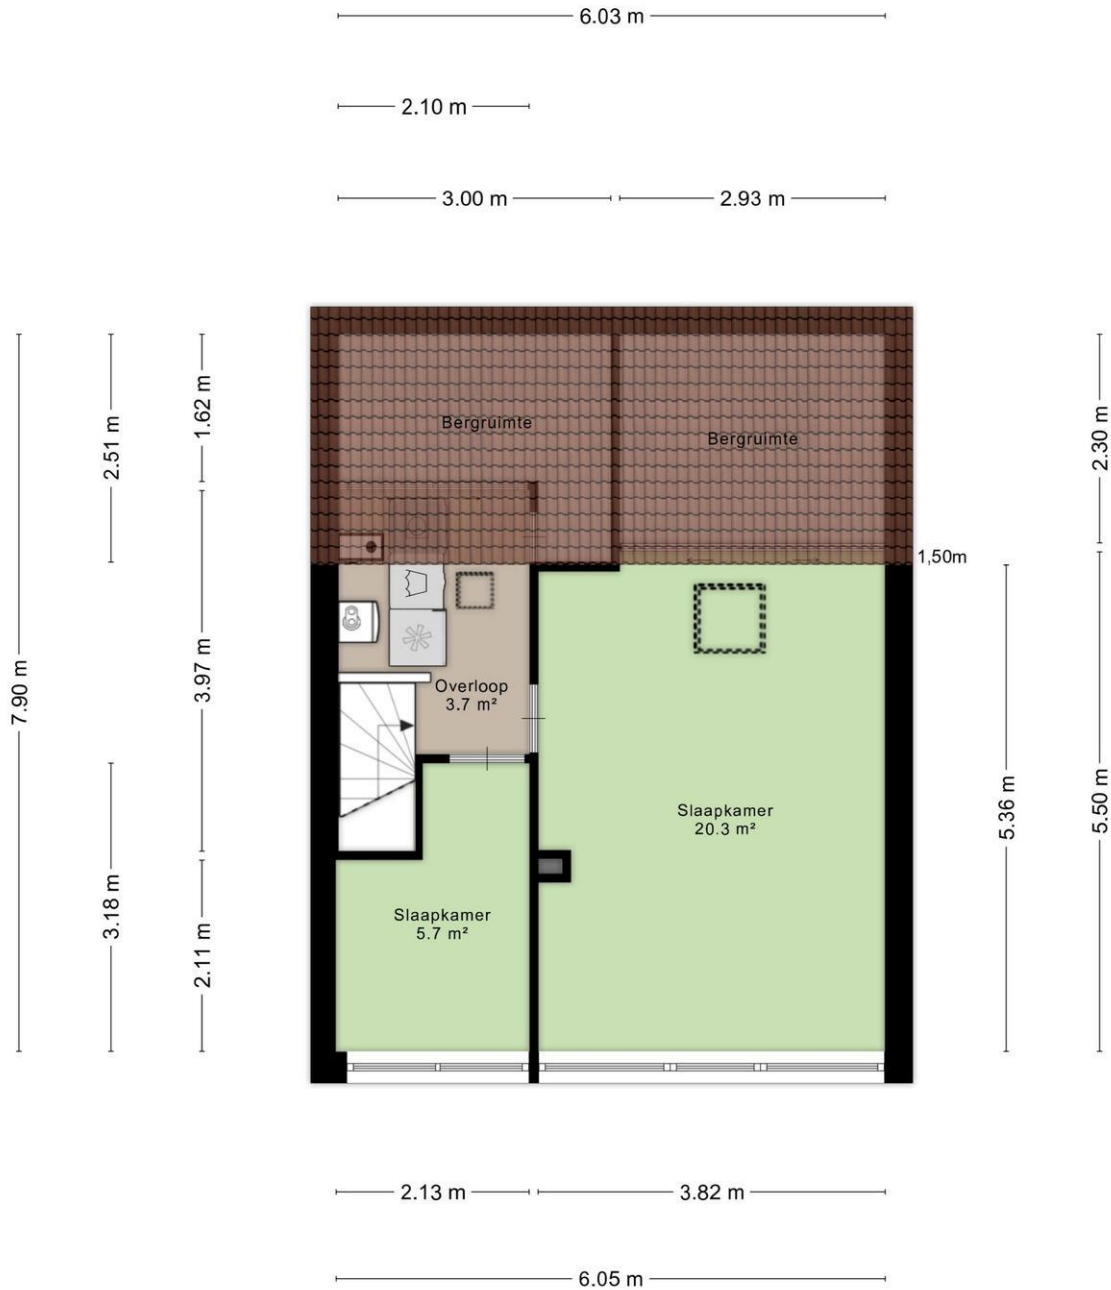 6.03 m
2.10 m
3.00 m
2.93 m
7.90 m
2.51 m
3.18 m
1.62 m
3.97 m
2.11 m
Bergruimte
Bergruimte
Overloop
3.7 m²
Slaapkamer
20.3 m²
Slaapkamer
5.7 m²
1,50m
5.36 m
2.30 m
5.50 m
2.13 m
3.82 m
6.05 m